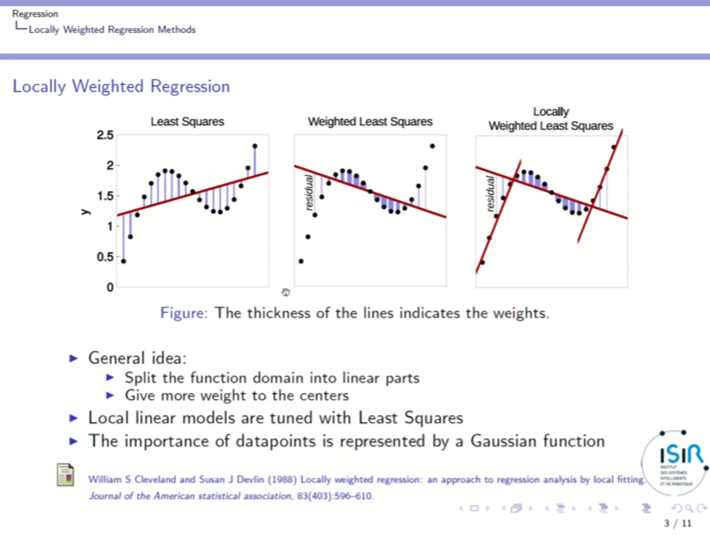 Regression
Locally Weighted Regression Methods
Locally Weighted Regression
Least Squares
Weighted Least Squares
Locally
Weighted Least Squares
2.5
2
1.5
1
0.5
0
y
residual
residual
Figure: The thickness of the lines indicates the weights.
General idea:
Split the function domain into linear parts
Give more weight to the centers
Local linear models are tuned with Least Squares
The importance of datapoints is represented by a Gaussian function
ISIR
INSTITUT
DES SYSTÈMES
INTELLIGENTS
ET DE ROBOTIQUE
William S Cleveland and Susan J Devlin (1988) Locally weighted regression: an approach to regression analysis by local fitting.
Journal of the American statistical association, 83(403):596–610.
3 / 11